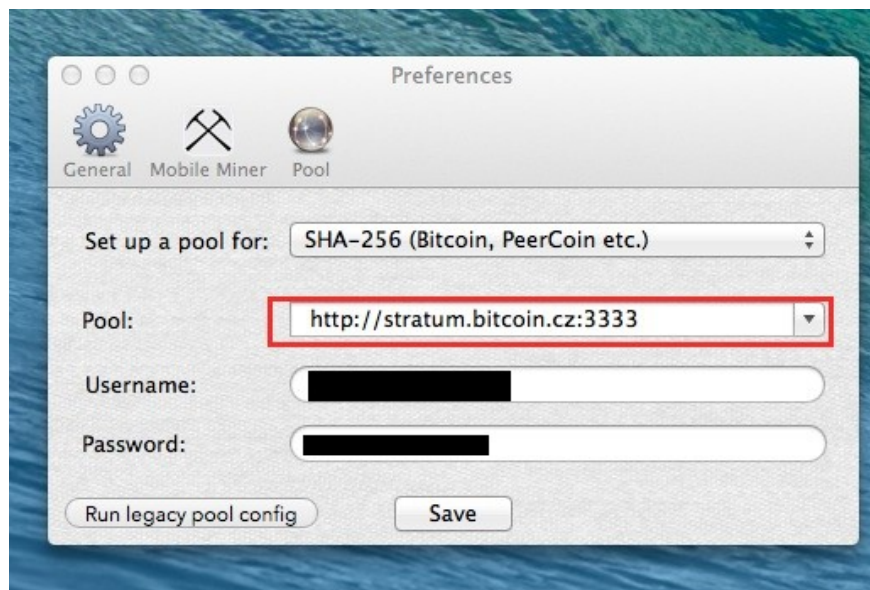 Preferences
General Mobile Miner Pool
Set up a pool for: SHA-256 (Bitcoin, PeerCoin etc.)
Pool: http://stratum.bitcoin.cz:3333
Username:
Password:
Run legacy pool config Save